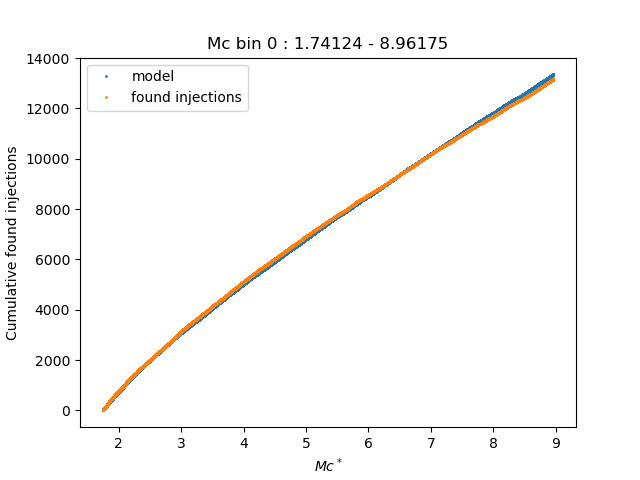 Mc bin 0 : 1.74124 - 8.96175
model
found injections
14000
12000
10000
8000
6000
4000
2000
0
Cumulative found injections
2 3 4 5 6 7 8 9
Mc*